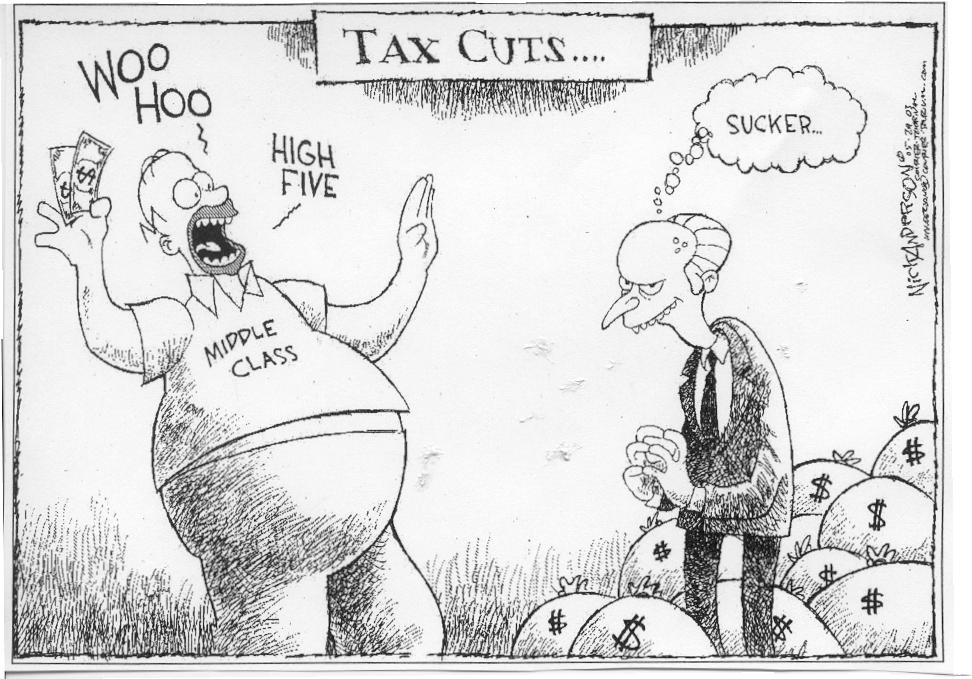 TAX CUTS....
WOO
HOO
HIGH
FIVE
SUCKER...
MIDDLE
CLASS
NICK ANDERSON
$
$
$
$
$
$
$
$
$
$
$